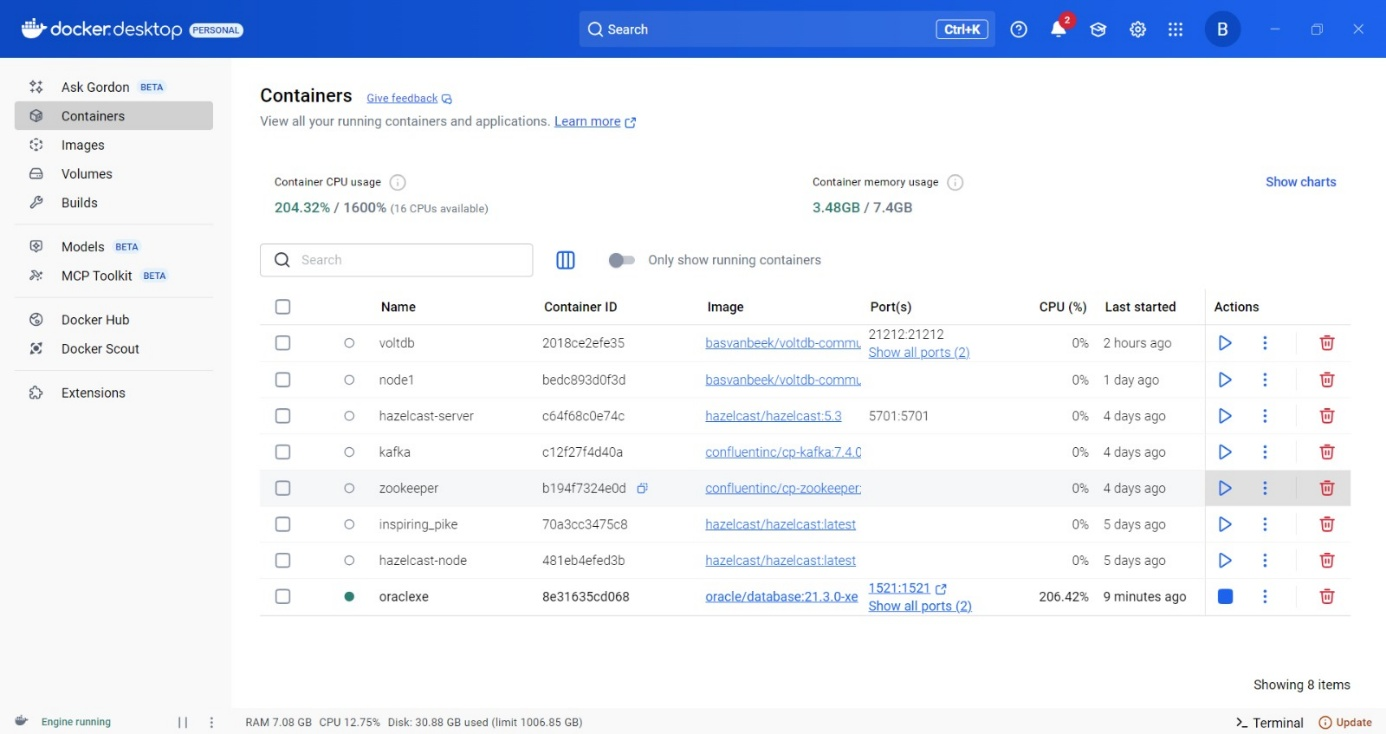 docker.desktop PERSONAL Search Ctrl+K 2 B
Ask Gordon BETA
Containers
Images
Volumes
Builds
Models BETA
MCP Toolkit BETA
Docker Hub
Docker Scout
Extensions
Containers Give feedback
View all your running containers and applications. Learn more
Container CPU usage
204.32% / 1600% (16 CPUs available)
Container memory usage
3.48GB / 7.4GB
Show charts
Search Only show running containers
Name Container ID Image Port(s) CPU (%) Last started Actions
voltdb 2018ce2efe35 basvanbeek/voltdb-commu 21212:21212 0% 2 hours ago
Show all ports (2)
node1 bedc893d0f3d basvanbeek/voltdb-commu 0% 1 day ago
hazelcast-server c64f68c0e74c hazelcast/hazelcast:5.3 5701:5701 0% 4 days ago
kafka c12f27f4d40a confluentinc/cp-kafka:7.4.0 0% 4 days ago
zookeeper b194f7324e0d confluentinc/cp-zookeeper: 0% 4 days ago
inspiring_pike 70a3cc3475c8 hazelcast/hazelcast:latest 0% 5 days ago
hazelcast-node 481eb4efed3b hazelcast/hazelcast:latest 0% 5 days ago
oraclexe 8e31635cd068 oracle/database:21.3.0-xe 1521:1521 206.42% 9 minutes ago
Show all ports (2)
Showing 8 items
Engine running RAM 7.08 GB CPU 12.75% Disk: 30.88 GB used (limit 1006.85 GB) Terminal Update